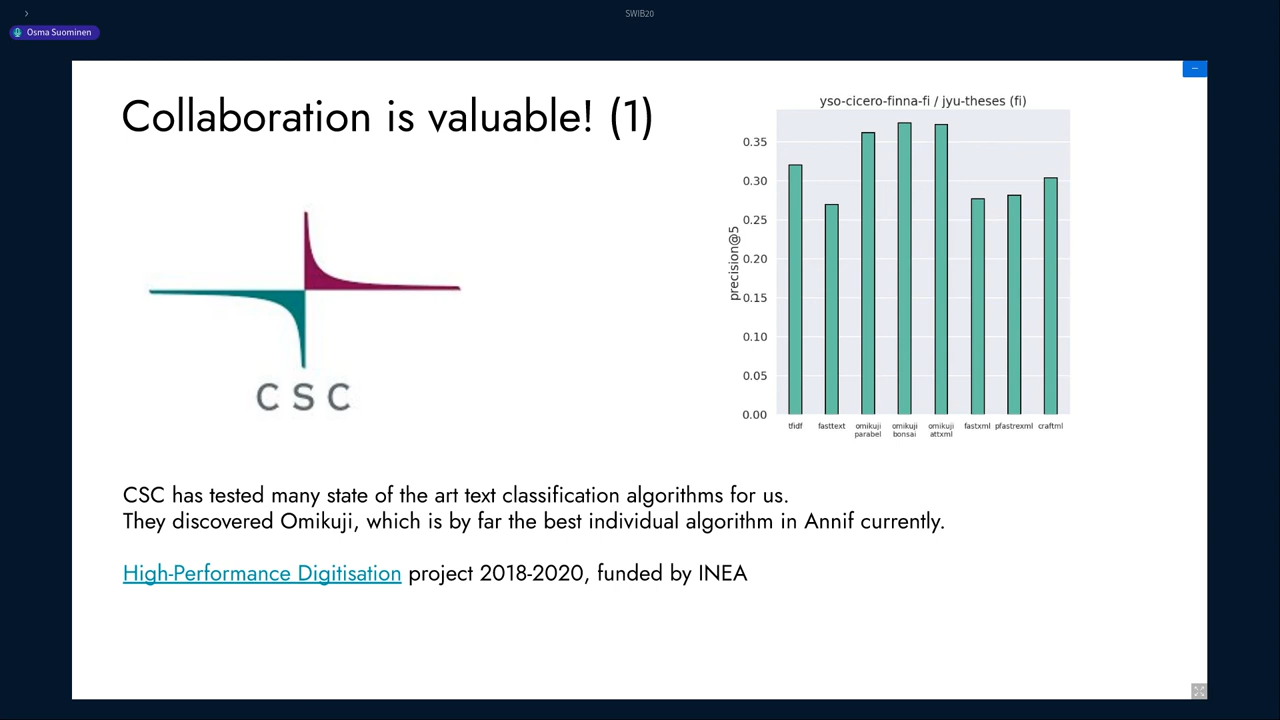 SWIB20
Osma Suominen
Collaboration is valuable! (1)
CSC
yso-cicero-finna-fi / jyu-theses (fi)
precision@5
0.35
0.30
0.25
0.20
0.15
0.10
0.05
0.00
tfidf
fasttext
omikuji
parabel
omikuji
bonsai
omikuji
attxml
fastxml
pfastrexml
craftml
CSC has tested many state of the art text classification algorithms for us.
They discovered Omikuji, which is by far the best individual algorithm in Annif currently.
High-Performance Digitisation project 2018-2020, funded by INEA